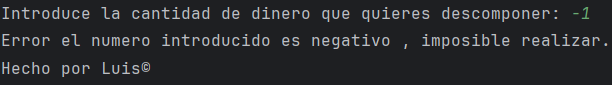 Introduce la cantidad de dinero que quieres descomponer: -1
Error el numero introducido es negativo , imposible realizar.
Hecho por Luis©